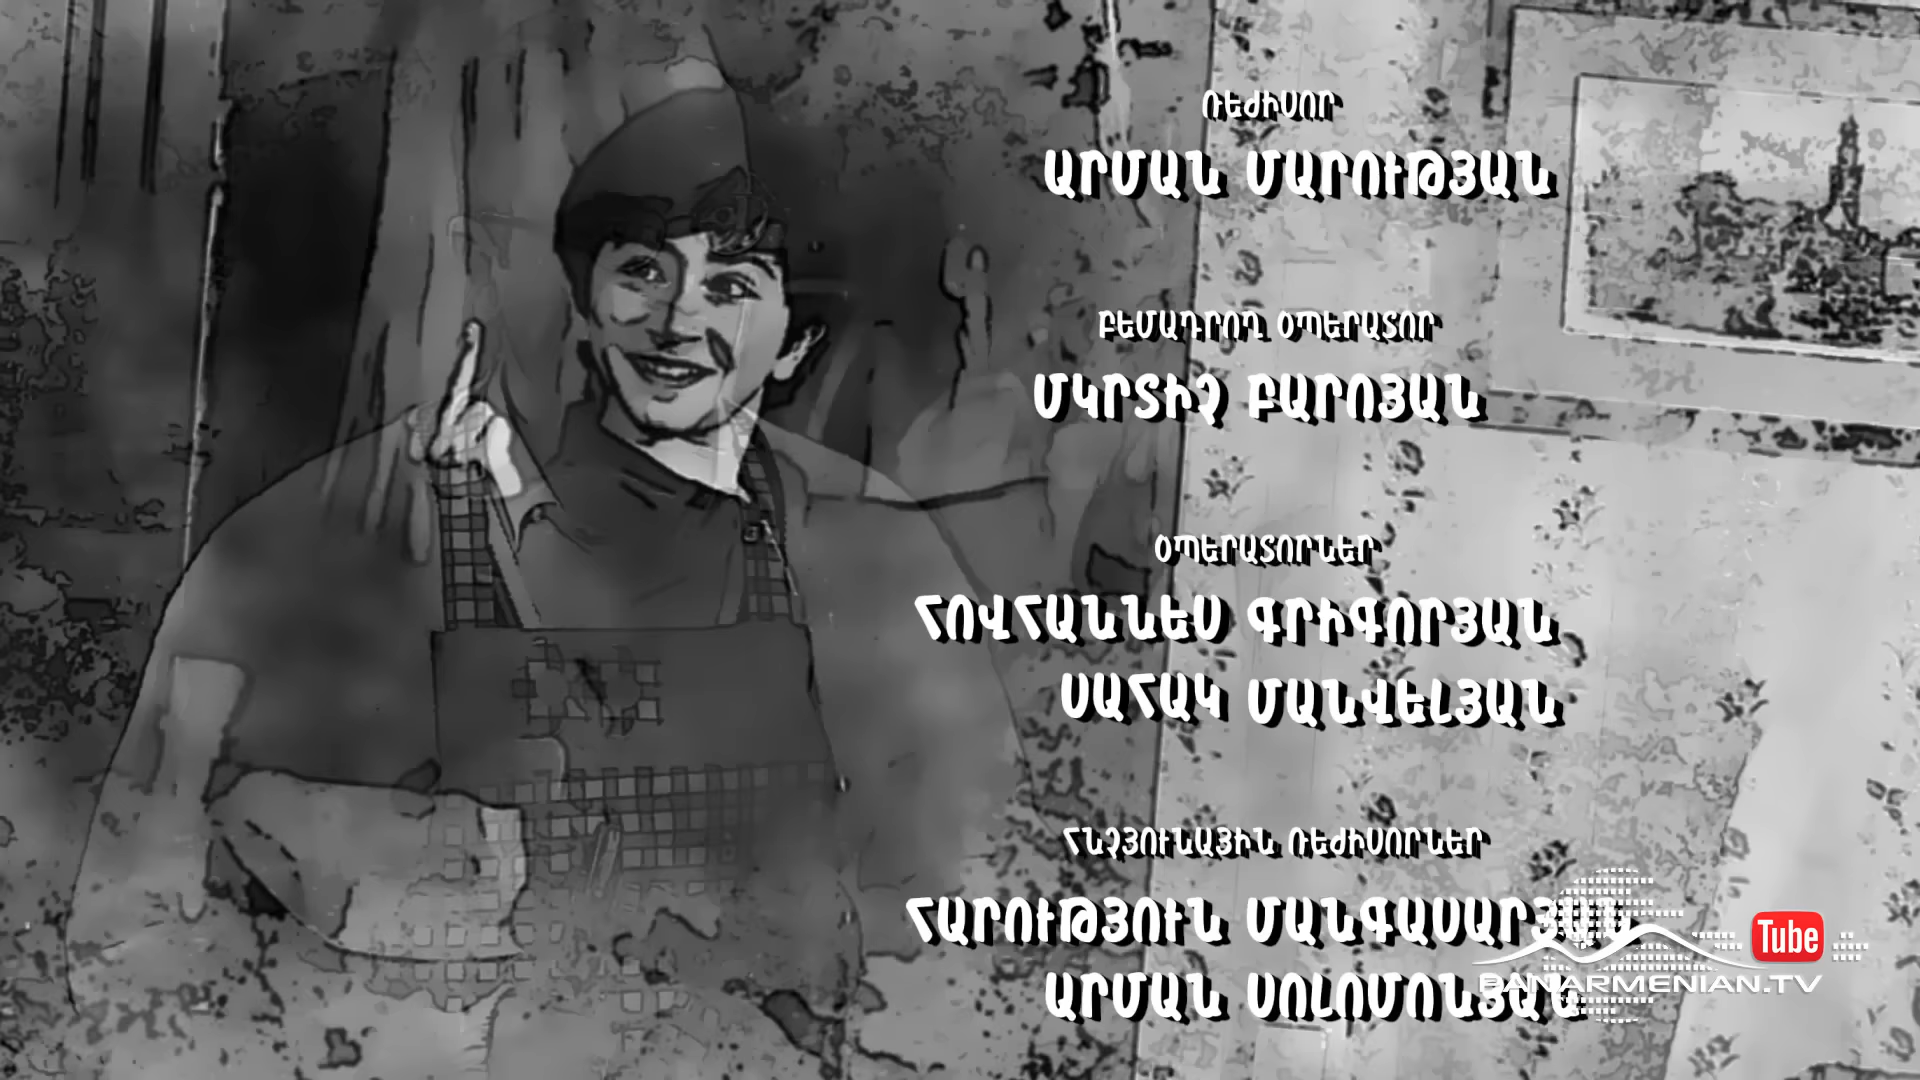 ՌԵԺԻՍՈՐ
ԱՐՄԱՆ ՄԱՐՈՒԹՅԱՆ
ԲԵՄԱԴՐՈՂ ՕՊԵՐԱՏՈՐ
ՄԿՐՏԻՉ ԲԱՐՈՅԱՆ
ՕՊԵՐԱՏՈՐՆԵՐ
ՀՈՎՀԱՆՆԵՍ ԳՐԻԳՈՐՅԱՆ
ՍԱՀԱԿ ՄԱՆՎԵԼՅԱՆ
ՀՆՉՅՈՒՆԱՅԻՆ ՌԵԺԻՍՈՐՆԵՐ
ՀԱՐՈՒԹՅՈՒՆ ՄԱՆԳԱՍԱՐՅԱՆ
ԱՐՄԱՆ ՍՈԼՈՄՈՆՅԱՆ
Tube
PANARMENIAN.TV